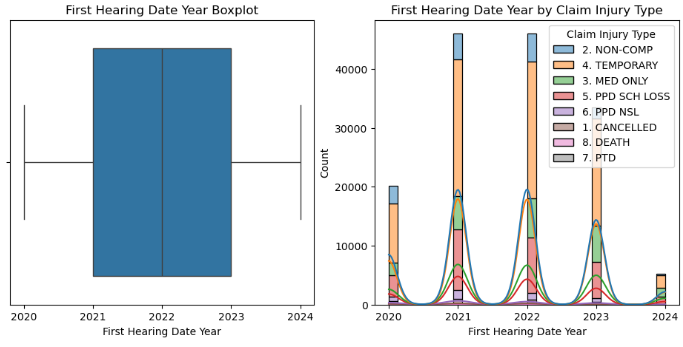 First Hearing Date Year Boxplot
2020 2021 2022 2023 2024
First Hearing Date Year
First Hearing Date Year by Claim Injury Type
Count
40000
30000
20000
10000
0
Claim Injury Type
2. NON-COMP
4. TEMPORARY
3. MED ONLY
5. PPD SCH LOSS
6. PPD NSL
1. CANCELLED
8. DEATH
7. PTD
2020 2021 2022 2023 2024
First Hearing Date Year